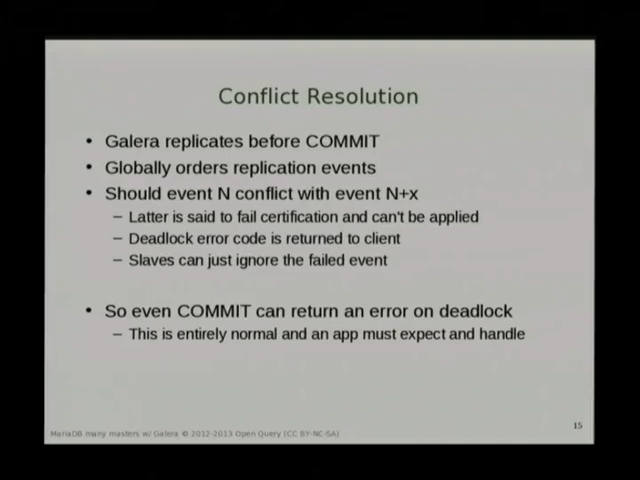 Conflict Resolution
• Galera replicates before COMMIT
• Globally orders replication events
• Should event N conflict with event N+x
– Latter is said to fail certification and can't be applied
– Deadlock error code is returned to client
– Slaves can just ignore the failed event
• So even COMMIT can return an error on deadlock
– This is entirely normal and an app must expect and handle
15
MariaDB many masters w/ Galera © 2012-2013 Open Query (CC BY-NC-SA)